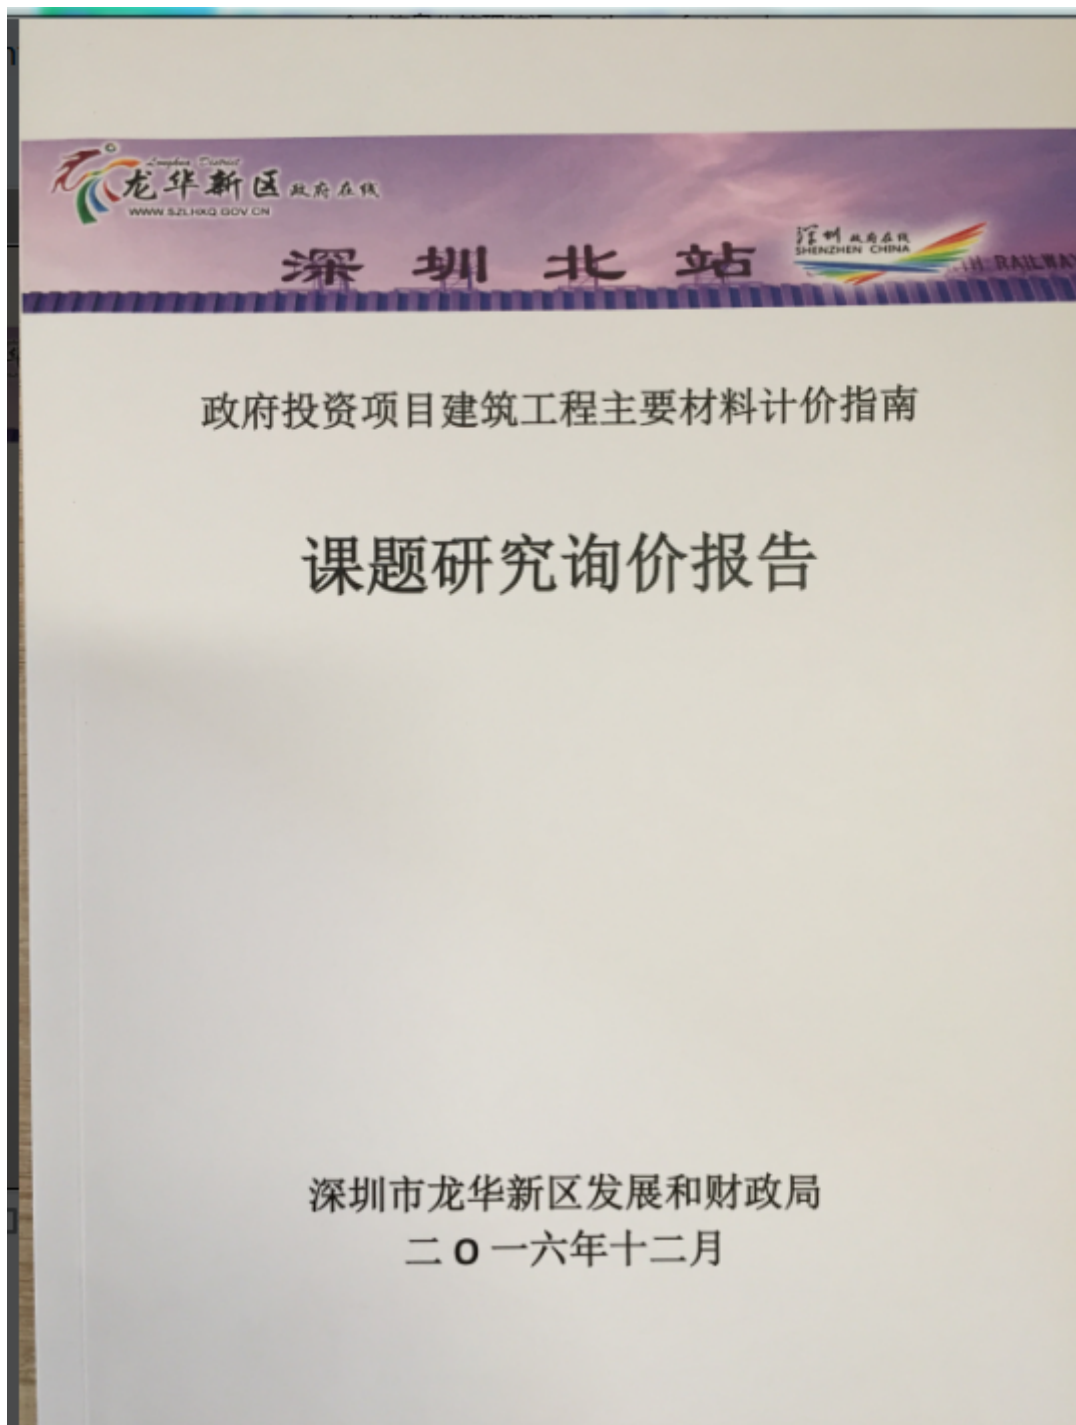 Longhua District
龙华新区政府在线
WWW.SZLHXQ.GOV.CN
深圳北站
深圳政府在线
SHENZHEN CHINA
TH RAILWAY
政府投资项目建筑工程主要材料计价指南
课题研究询价报告
深圳市龙华新区发展和财政局
二O一六年十二月